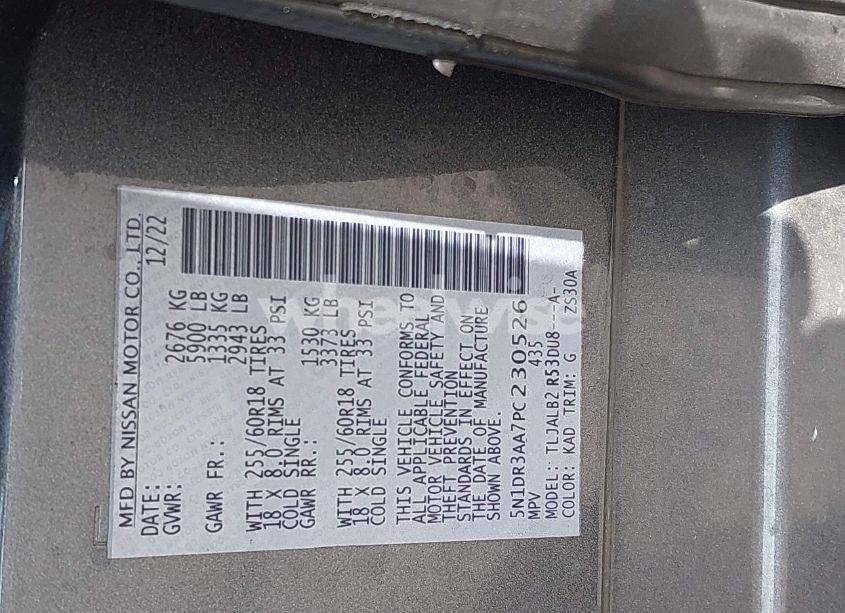 MFD BY NISSAN MOTOR CO., LTD.
DATE: 12/22
GVWR: 2676 KG
5900 LB
GAWR FR.: 1335 KG
2943 LB
WITH 255/60R18 TIRES
18 X 8.0 RIMS AT 33 PSI
COLD SINGLE
GAWR RR.: 1530 KG
3373 LB
WITH 255/60R18 TIRES
18 X 8.0 RIMS AT 33 PSI
COLD SINGLE
THIS VEHICLE CONFORMS TO
ALL APPLICABLE FEDERAL
MOTOR VEHICLE SAFETY AND
THEFT PREVENTION
STANDARDS IN EFFECT ON
THE DATE OF MANUFACTURE
SHOWN ABOVE.
5N1DR3AA7PC230526
MPV 435
MODEL: TLJALB2 R53DU8---A-
COLOR: KAD TRIM: G ZS30A
wheelwise